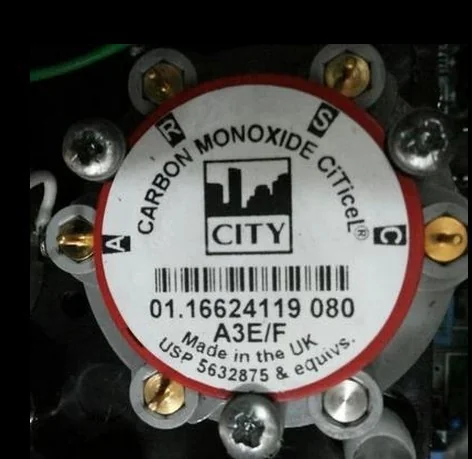 R
S
CARBON MONOXIDE CiTiceL®
A
C
CITY
01.16624119 080
A3E/F
Made in the UK
USP 5632875 & equivs.